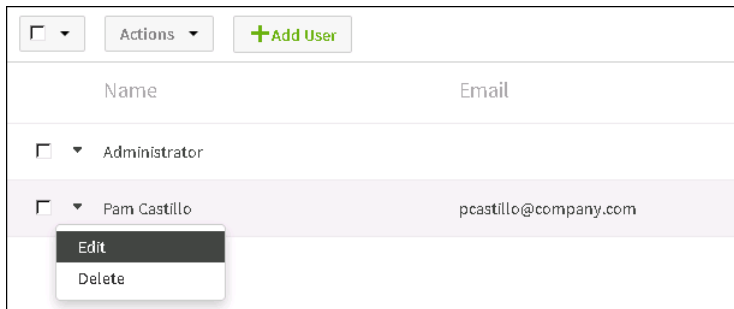 Actions
Add User
Name Email
Administrator
Pam Castillo pcastillo@company.com
Edit
Delete